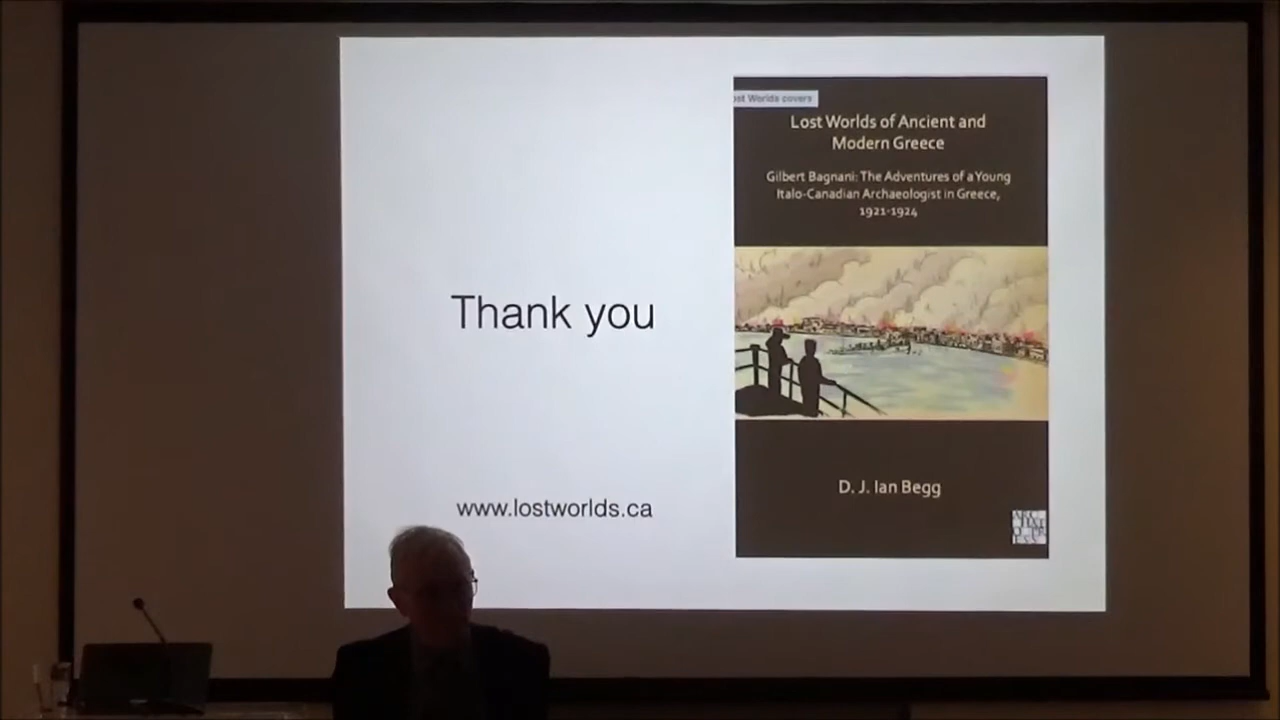 Thank you
www.lostworlds.ca
ost Worlds covers
Lost Worlds of Ancient and
Modern Greece
Gilbert Bagnani: The Adventures of a Young
Italo-Canadian Archaeologist in Greece,
1921-1924
D. J. Ian Begg